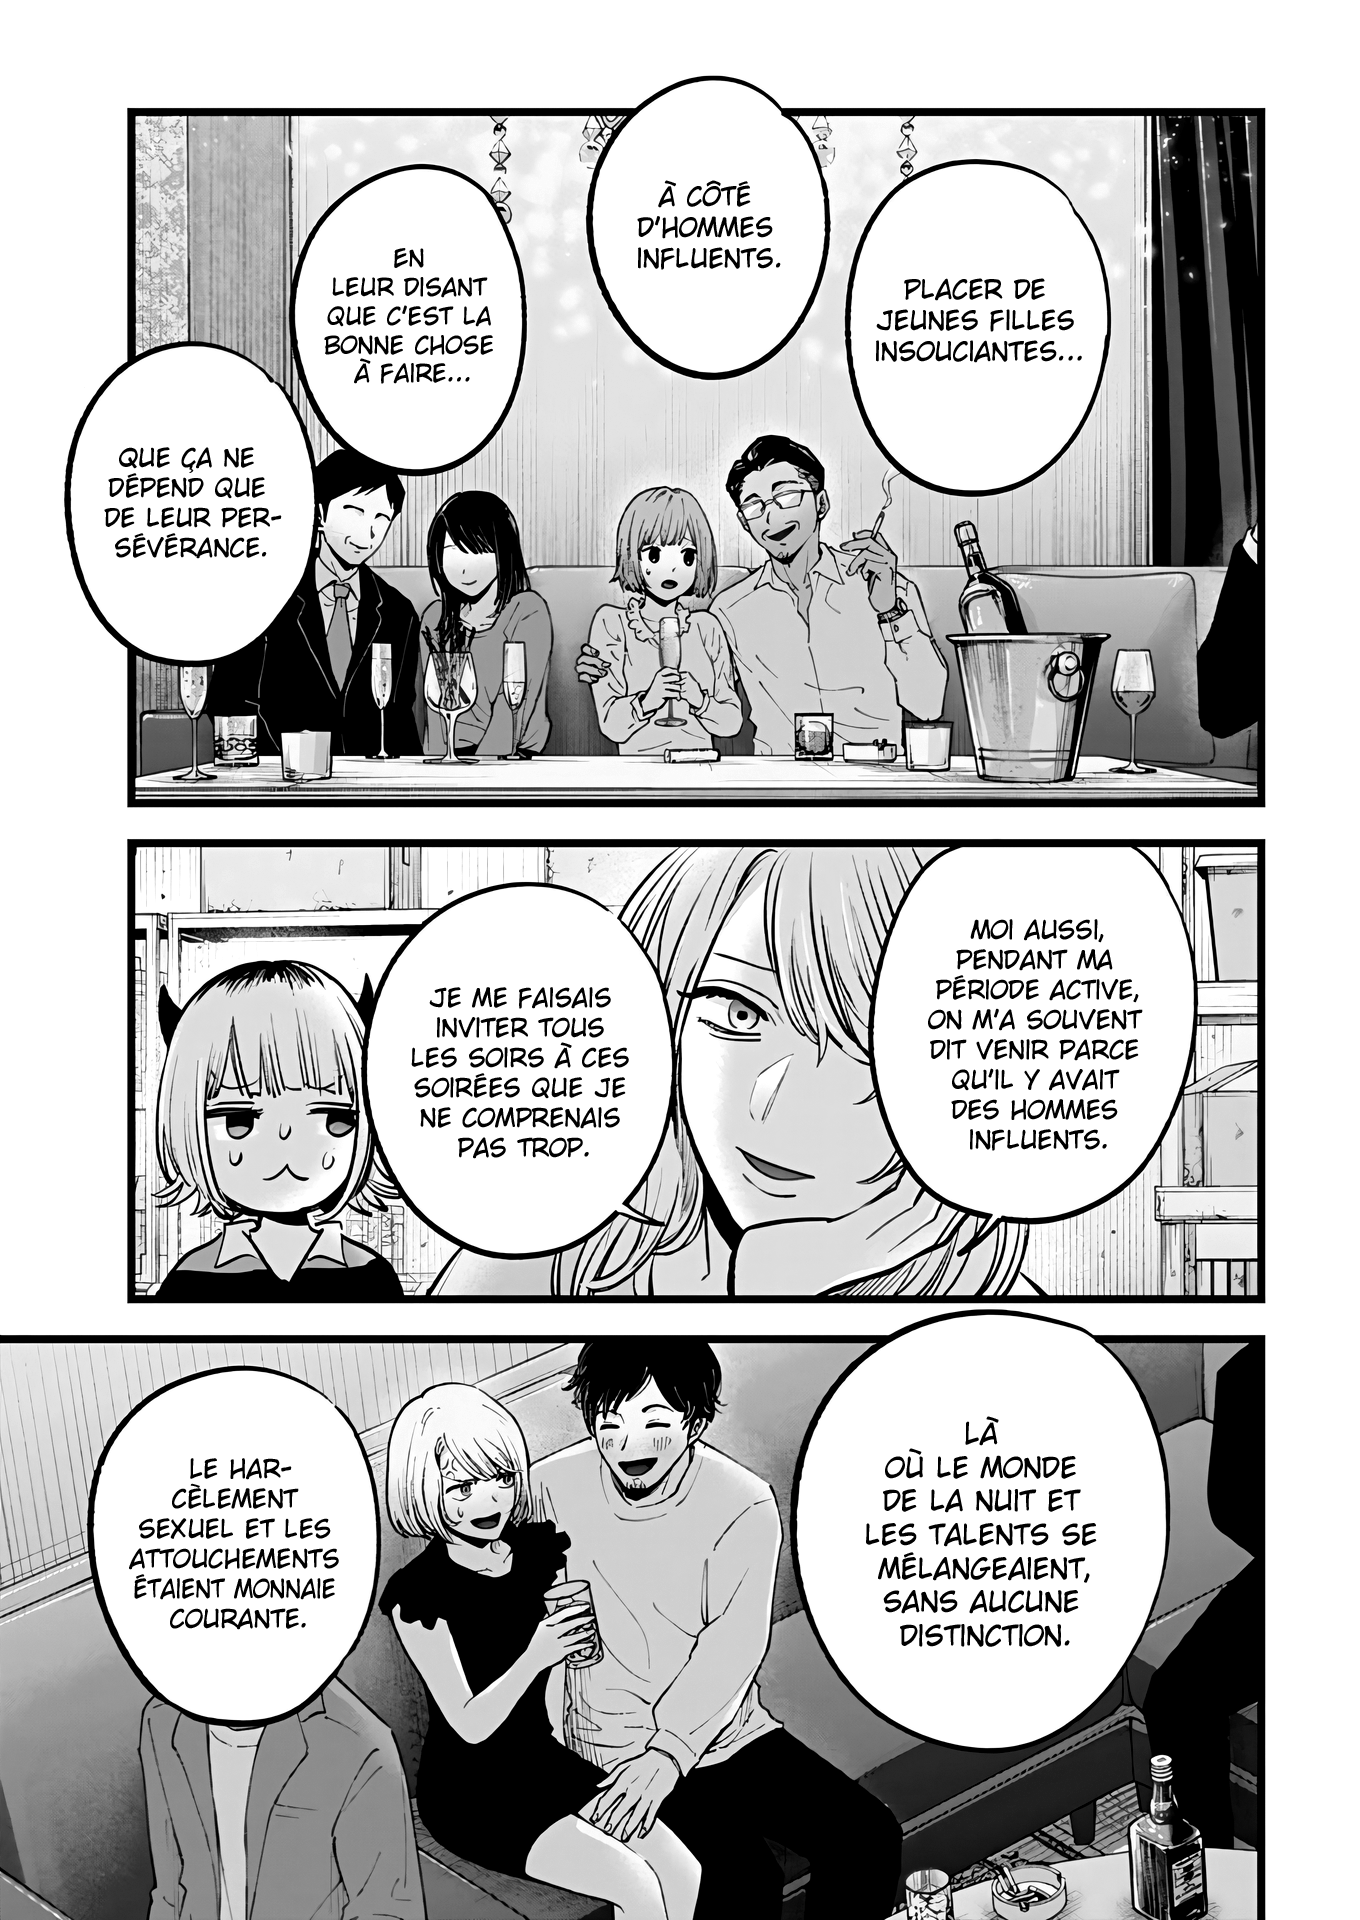 PLACER DE
JEUNES FILLES
INSOUCIANTES...
À CÔTÉ
D'HOMMES
INFLUENTS.
EN
LEUR DISANT
QUE C'EST LA
BONNE CHOSE
À FAIRE...
QUE ÇA NE
DÉPEND QUE
DE LEUR PER-
SÉVÉRANCE.
MOI AUSSI,
PENDANT MA
PÉRIODE ACTIVE,
ON M'A SOUVENT
DIT VENIR PARCE
QU'IL Y AVAIT
DES HOMMES
INFLUENTS.
JE ME FAISAIS
INVITER TOUS
LES SOIRS À CES
SOIRÉES QUE JE
NE COMPRENAIS
PAS TROP.
LÀ
OÙ LE MONDE
DE LA NUIT ET
LES TALENTS SE
MÉLANGEAIENT,
SANS AUCUNE
DISTINCTION.
LE HAR-
CÈLEMENT
SEXUEL ET LES
ATTOUCHEMENTS
ÉTAIENT MONNAIE
COURANTE.